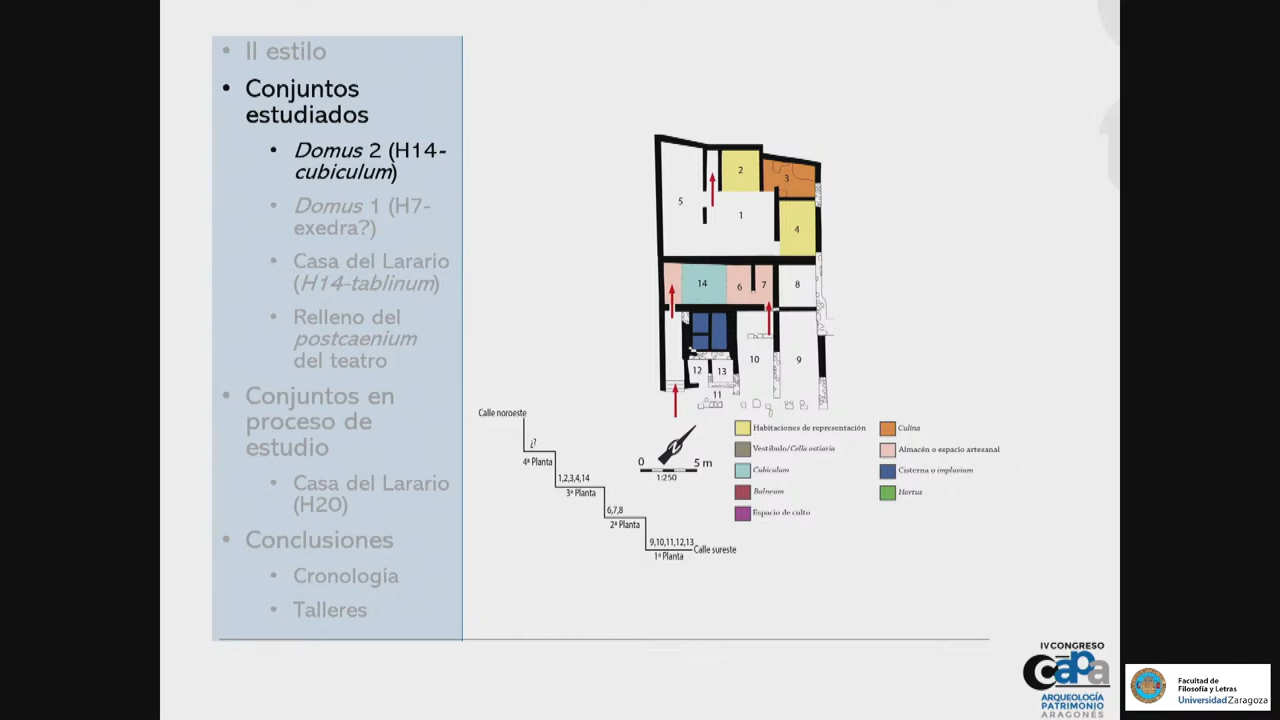 II estilo
Conjuntos
estudiados
Domus 2 (H14-
cubiculum)
Domus 1 (H7-
exedra?)
Casa del Larario
(H14-tablinum)
Relleno del
postcaenium
del teatro
Conjuntos en
proceso de
estudio
Casa del Larario
(H20)
Conclusiones
Cronología
Talleres
2
3
5
1
4
14
6
7
8
10
9
12
13
11
Calle noroeste
¿?
4ª Planta
1,2,3,4,14
3ª Planta
6,7,8
2ª Planta
9,10,11,12,13
1ª Planta
Calle sureste
N
0
5 m
1:250
Habitaciones de representación
Vestíbulo/Cella ostiaria
Cubiculum
Balneum
Espacio de culto
Culina
Almacén o espacio artesanal
Cisterna o impluvium
Hortus
IV CONGRESO
CAPA
ARQUEOLOGÍA
PATRIMONIO
ARAGONÉS
Facultad de
Filosofía y Letras
Universidad Zaragoza